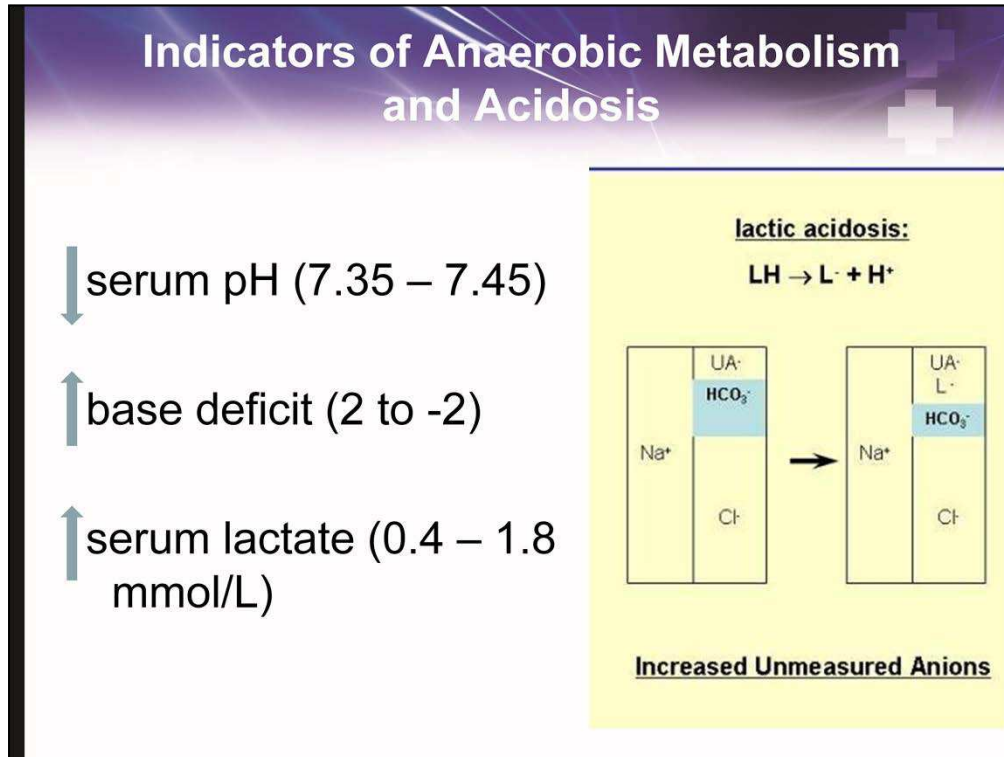 Indicators of Anaerobic Metabolism
and Acidosis
serum pH (7.35 – 7.45)
base deficit (2 to -2)
serum lactate (0.4 – 1.8
mmol/L)
lactic acidosis:
LH → L⁻ + H⁺
UA⁻
HCO₃⁻
Na⁺
Cl⁻
UA⁻
L⁻
HCO₃⁻
Na⁺
Cl⁻
Increased Unmeasured Anions